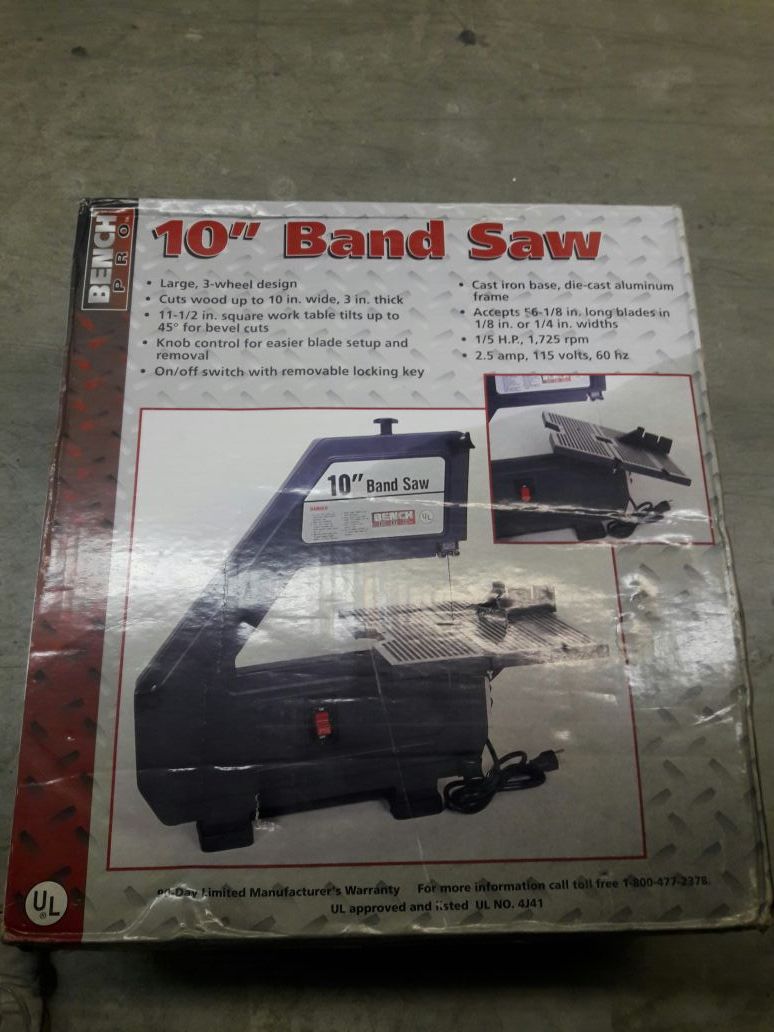 BENCH
PRO™
10" Band Saw
• Large, 3-wheel design
• Cuts wood up to 10 in. wide, 3 in. thick
• 11-1/2 in. square work table tilts up to
45° for bevel cuts
• Knob control for easier blade setup and
removal
• On/off switch with removable locking key
• Cast iron base, die-cast aluminum
frame
• Accepts 56-1/8 in. long blades in
1/8 in. or 1/4 in. widths
• 1/5 H.P., 1,725 rpm
• 2.5 amp, 115 volts, 60 hz
10" Band Saw
DANGER
BENCH
PRO
UL
90-Day Limited Manufacturer's Warranty For more information call toll free 1-800-477-2378.
UL approved and listed UL NO. 4J41
UL
®